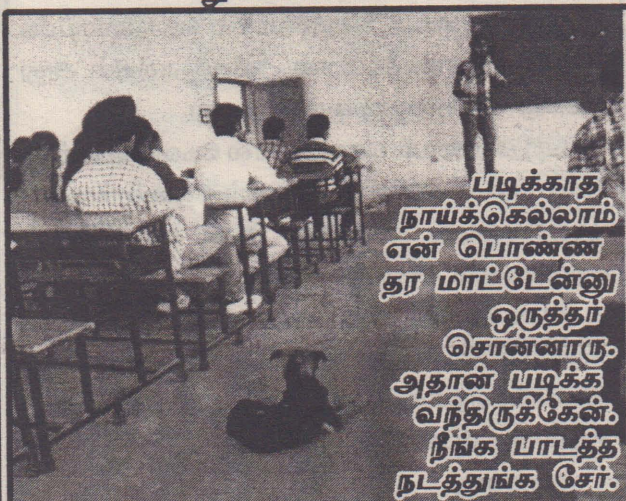 படிக்காத
நாய்க்கெல்லாம்
என் பொண்ண
தர மாட்டேன்னு
ஒருத்தர்
சொன்னாரு.
அதான் படிக்க
வந்திருக்கேன்.
நீங்க பாடத்த
நடத்துங்க சேர்.